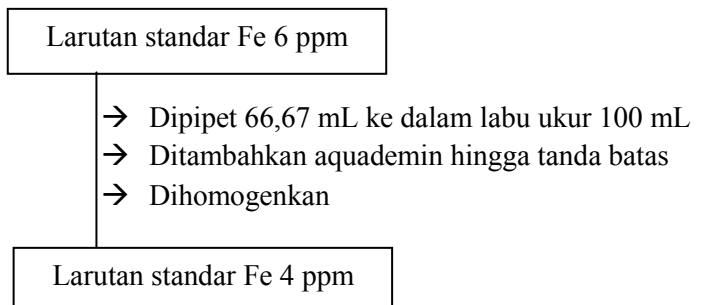 Larutan standar Fe 6 ppm
→ Dipipet 66,67 mL ke dalam labu ukur 100 mL
→ Ditambahkan aquademin hingga tanda batas
→ Dihomogenkan
Larutan standar Fe 4 ppm